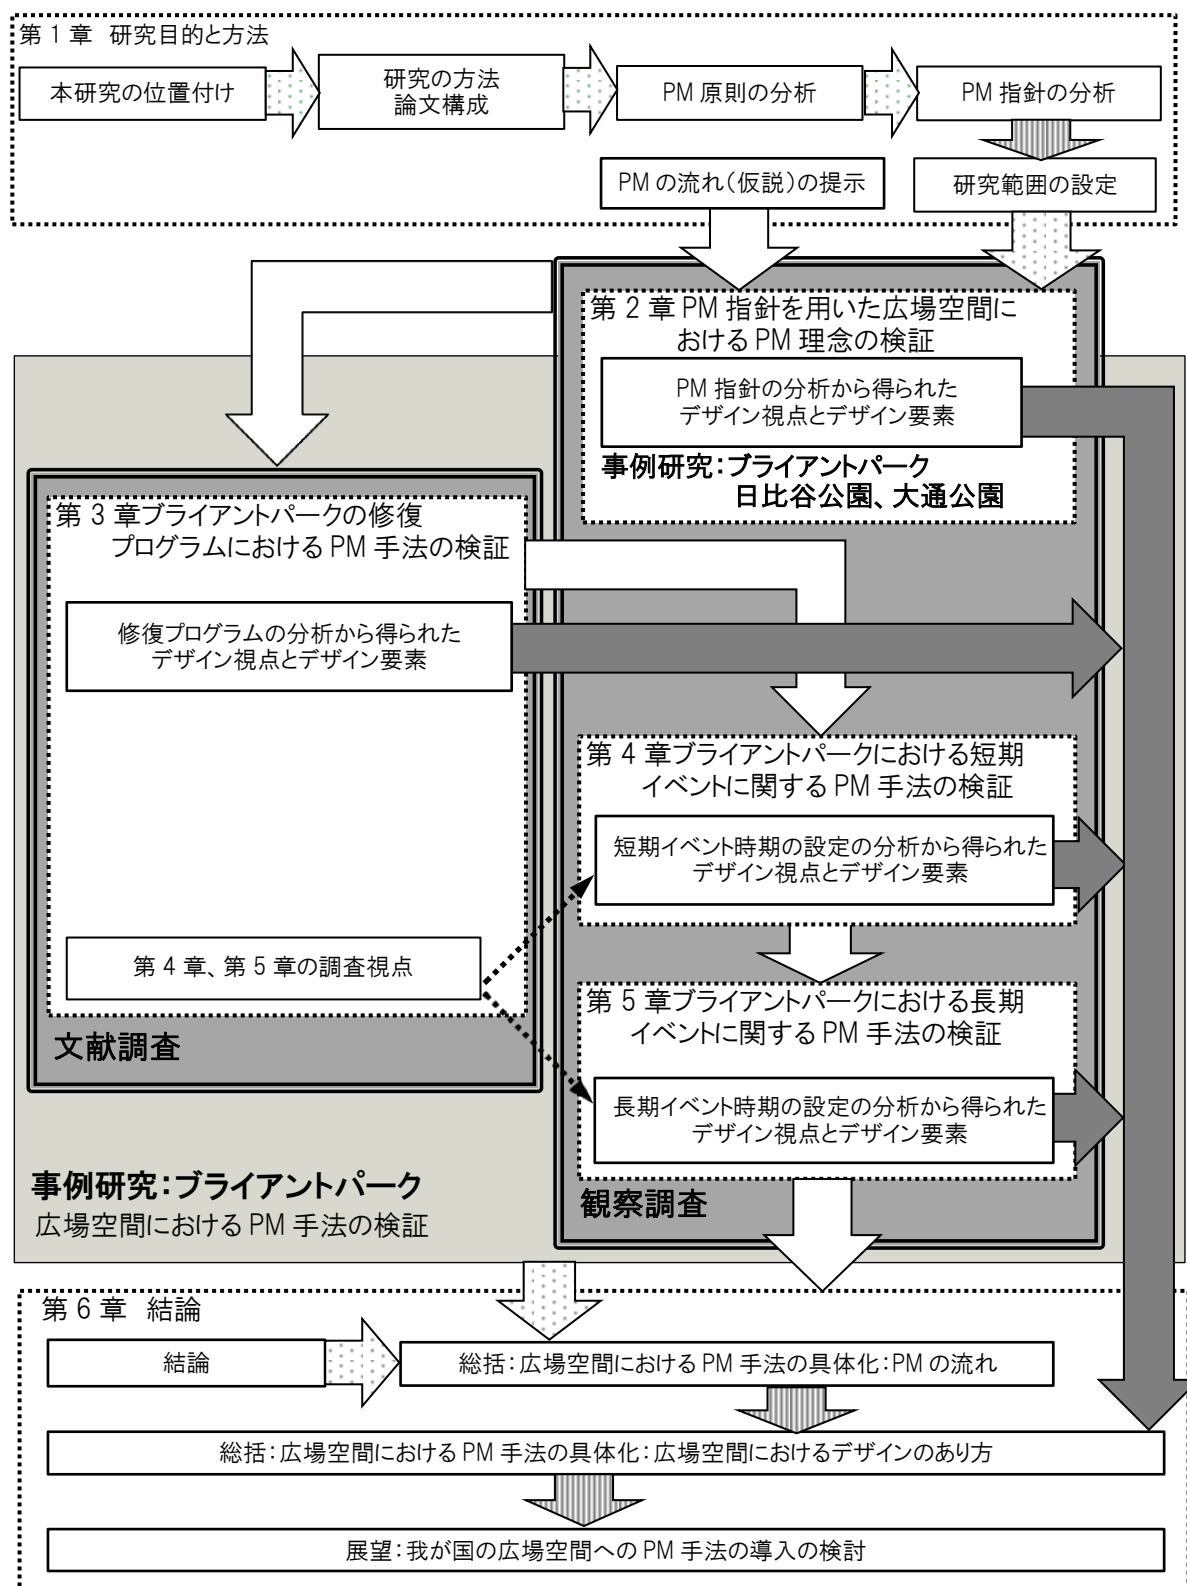 第1章 研究目的と方法
本研究の位置付け
研究の方法
論文構成
PM 原則の分析
PM 指針の分析
PM の流れ(仮説)の提示
研究範囲の設定
第2章 PM 指針を用いた広場空間に
おける PM 理念の検証
PM 指針の分析から得られた
デザイン視点とデザイン要素
事例研究:ブライアントパーク
日比谷公園、大通公園
第3章ブライアントパークの修復
プログラムにおける PM 手法の検証
修復プログラムの分析から得られた
デザイン視点とデザイン要素
第4章、第5章の調査視点
文献調査
第4章ブライアントパークにおける短期
イベントに関する PM 手法の検証
短期イベント時期の設定の分析から得られた
デザイン視点とデザイン要素
第5章ブライアントパークにおける長期
イベントに関する PM 手法の検証
長期イベント時期の設定の分析から得られた
デザイン視点とデザイン要素
観察調査
事例研究:ブライアントパーク
広場空間における PM 手法の検証
第6章 結論
結論
総括:広場空間における PM 手法の具体化:PM の流れ
総括:広場空間における PM 手法の具体化:広場空間におけるデザインのあり方
展望:我が国の広場空間への PM 手法の導入の検討